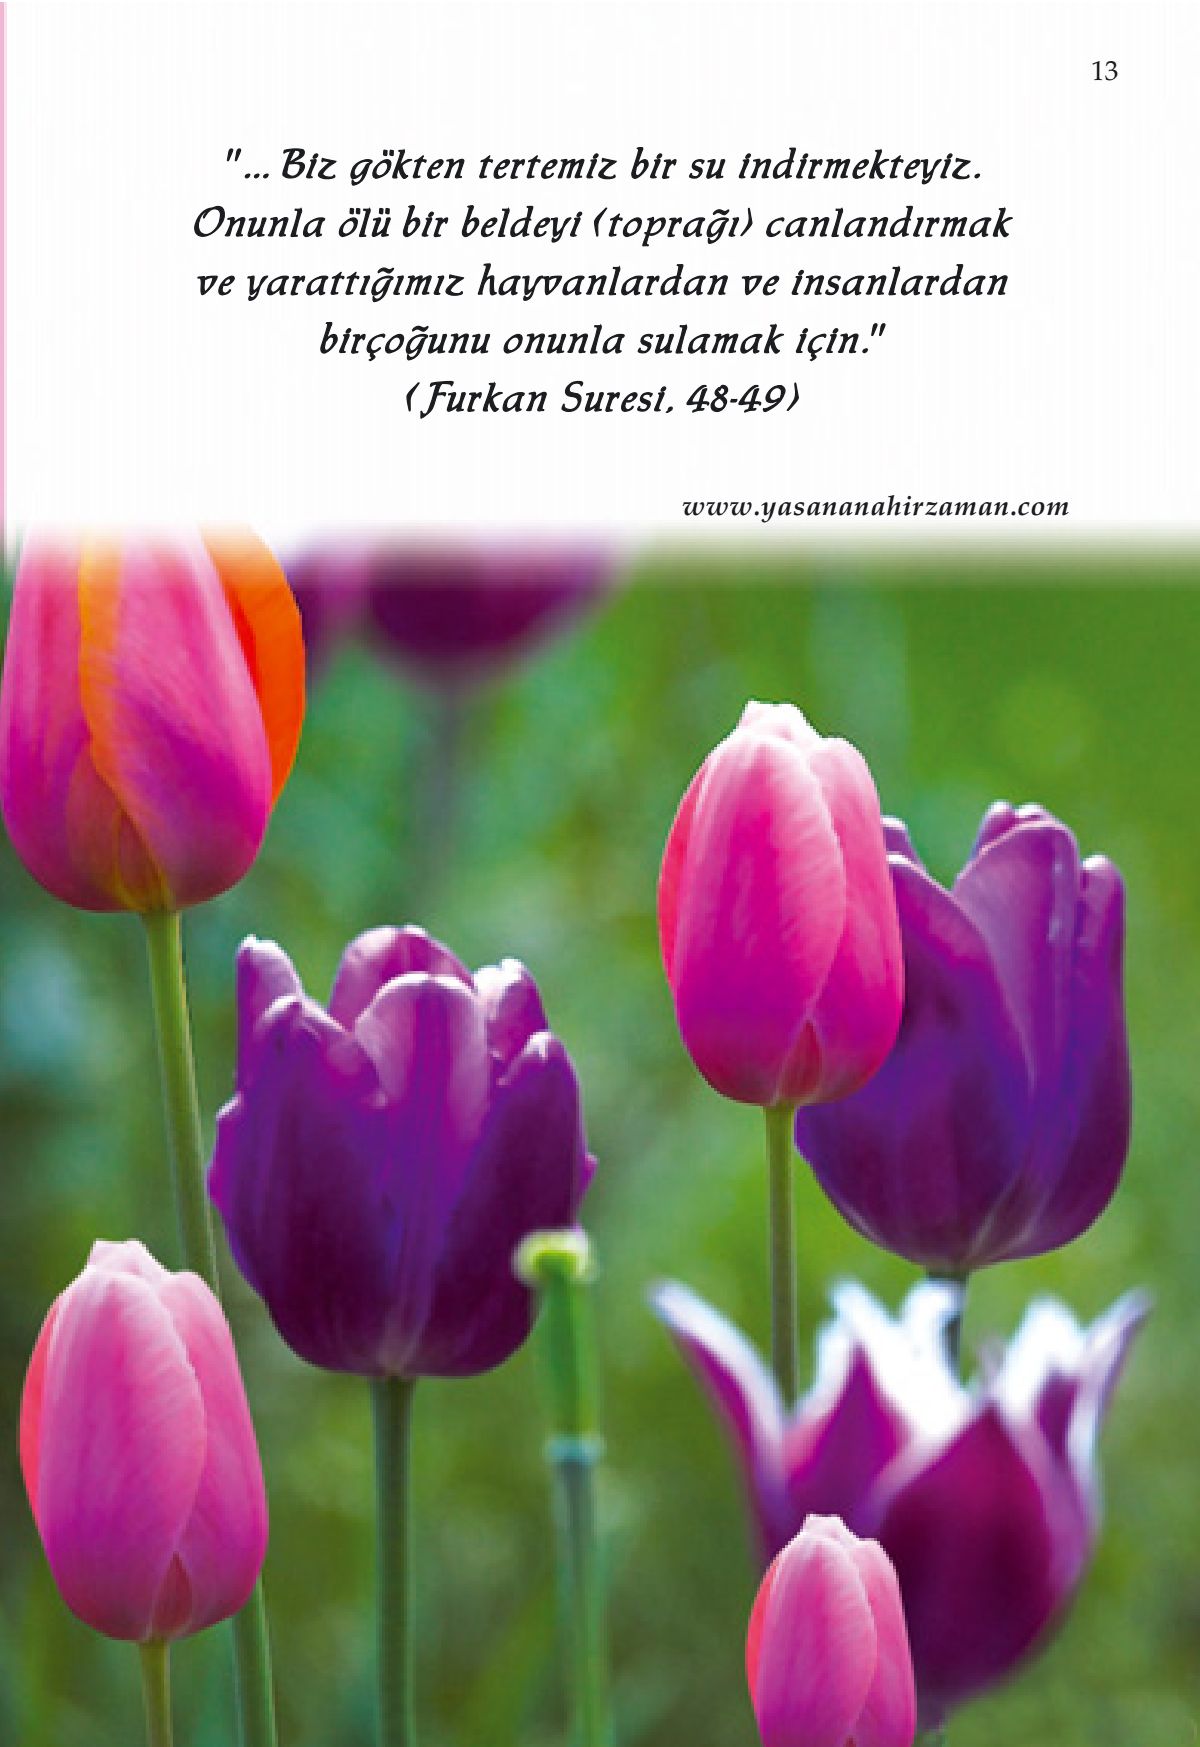 13
"... Biz gökten tertemiz bir su indirmekteyiz.
Onunla ölü bir beldeyi (toprağı) canlandırmak
ve yarattığımız hayvanlardan ve insanlardan
birçoğunu onunla sulamak için."
(Furkan Suresi, 48-49)
www.yasananahirzaman.com